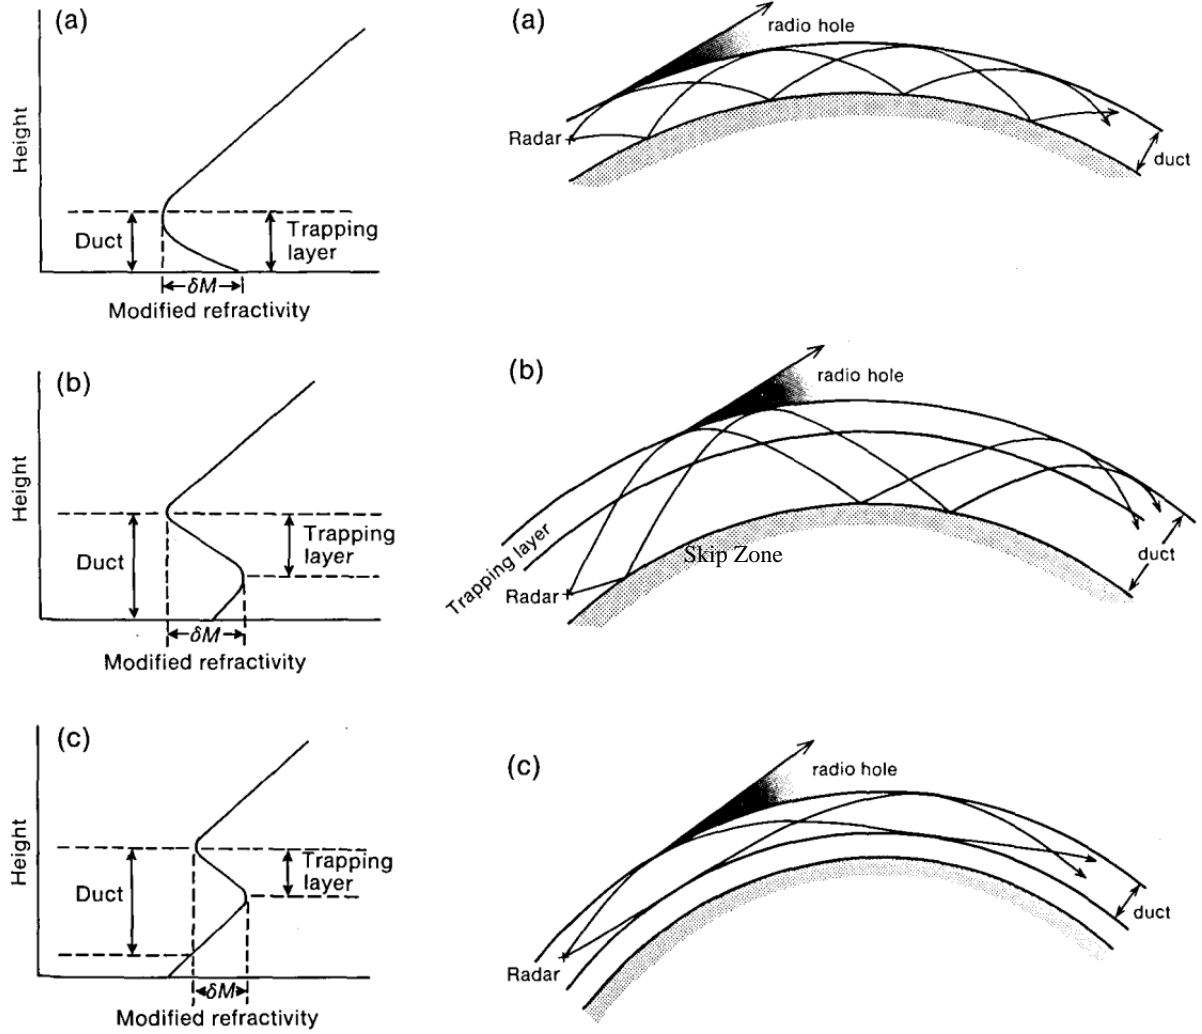 (a)
Height
Duct
Trapping
layer
δM
Modified refractivity
(a)
radio hole
Radar
duct
(b)
Height
Duct
Trapping
layer
δM
Modified refractivity
(b)
radio hole
Trapping layer
Skip Zone
Radar
duct
(c)
Height
Duct
Trapping
layer
δM
Modified refractivity
(c)
radio hole
Radar
duct